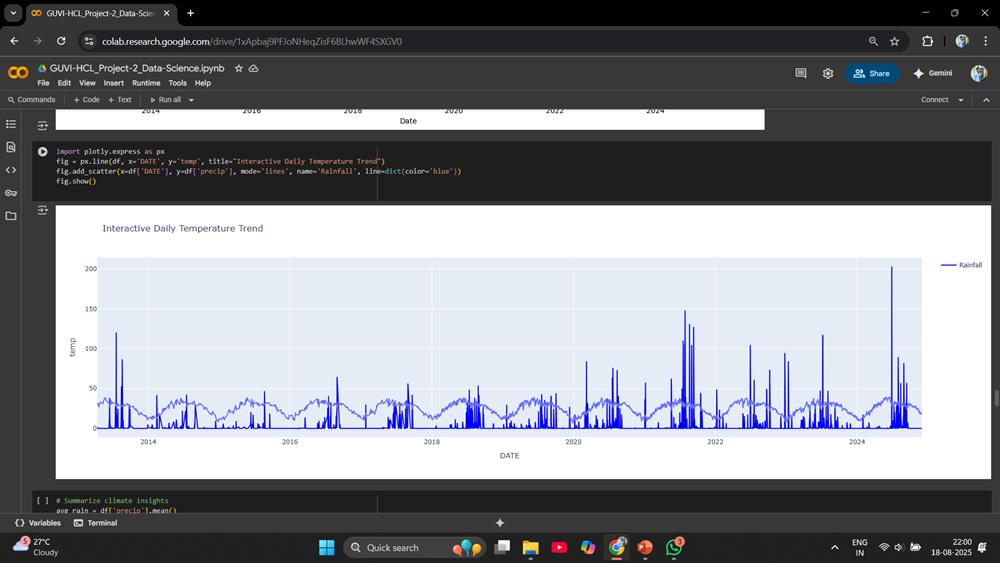 GUVI-HCL_Project-2_Data-Scien
colab.research.google.com/drive/1xApbaj9PFJoNHeqZisF6BLhwWF4SXGV0
GUVI-HCL_Project-2_Data-Science.ipynb
File Edit View Insert Runtime Tools Help
Share
Gemini
Commands + Code + Text Run all
Connect
2014 2016 2018 2020 2022 2024
Date
import plotly.express as px
fig = px.line(df, x='DATE', y='temp', title="Interactive Daily Temperature Trend")
fig.add_scatter(x=df['DATE'], y=df['precip'], mode='lines', name='Rainfall', line=dict(color='blue'))
fig.show()
Interactive Daily Temperature Trend
Rainfall
200
150
100
50
0
temp
2014 2016 2018 2020 2022 2024
DATE
[ ] # Summarize climate insights
avg_rain = df['precip'].mean()
Variables Terminal
5
27°C
Cloudy
Quick search
3
ENG
IN
22:00
18-08-2025